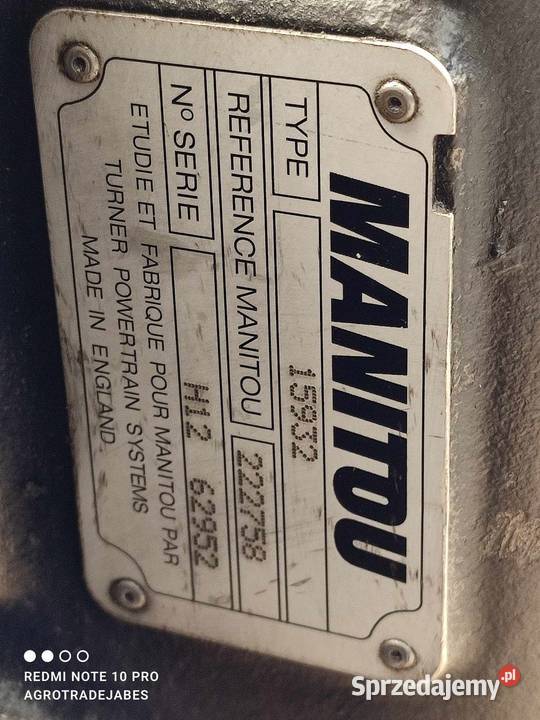 MANITOU
TYPE 15932
REFERENCE MANITOU 222758
Nº SERIE H12 62952
ETUDIE ET FABRIQUE POUR MANITOU PAR
TURNER POWERTRAIN SYSTEMS
MADE IN ENGLAND
REDMI NOTE 10 PRO
AGROTRADEJABES
Sprzedajemy.pl